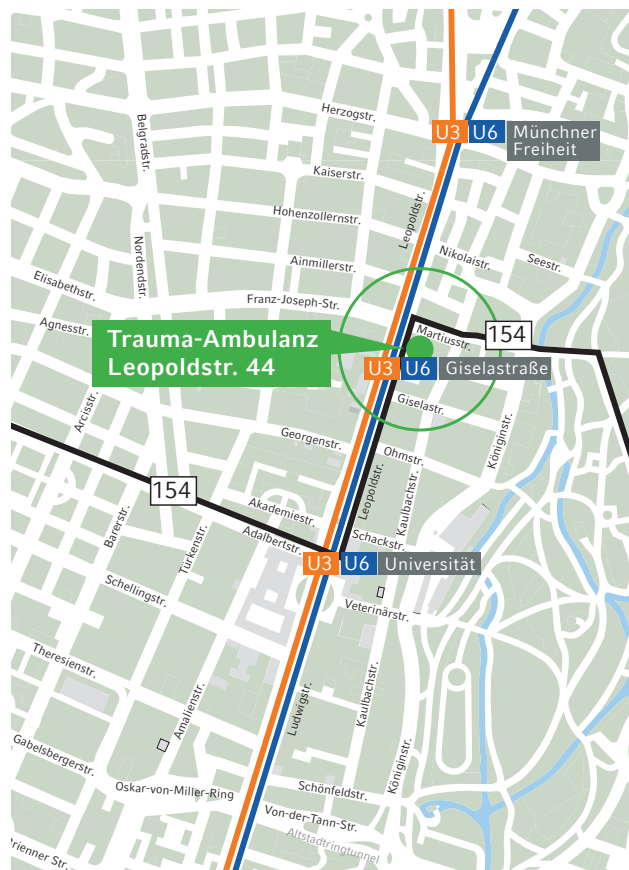 Herzogstr.
U3 U6 Münchner
Freiheit
Belgradstr.
Kaiserstr.
Leopoldstr.
Hohenzollernstr.
Nikolaistr.
Seestr.
Nordendstr.
Ainmillerstr.
Elisabethstr.
Franz-Joseph-Str.
Agnesstr.
Martiusstr.
154
Trauma-Ambulanz
Leopoldstr. 44
U3 U6 Giselastraße
Arcisstr.
Giselastr.
Königinstr.
Georgenstr.
Ohmstr.
154
Leopoldstr.
Kaulbachstr.
Akademiestr.
Barerstr.
Türkenstr.
Adalbertstr.
Schackstr.
U3 U6 Universität
Schellingstr.
Veterinärstr.
Theresienstr.
Amalienstr.
Ludwigstr.
Kaulbachstr.
Königinstr.
Gabelsbergerstr.
Oskar-von-Miller-Ring
Schönfeldstr.
Von-der-Tann-Str.
Altstadtringtunnel
rienner Str.